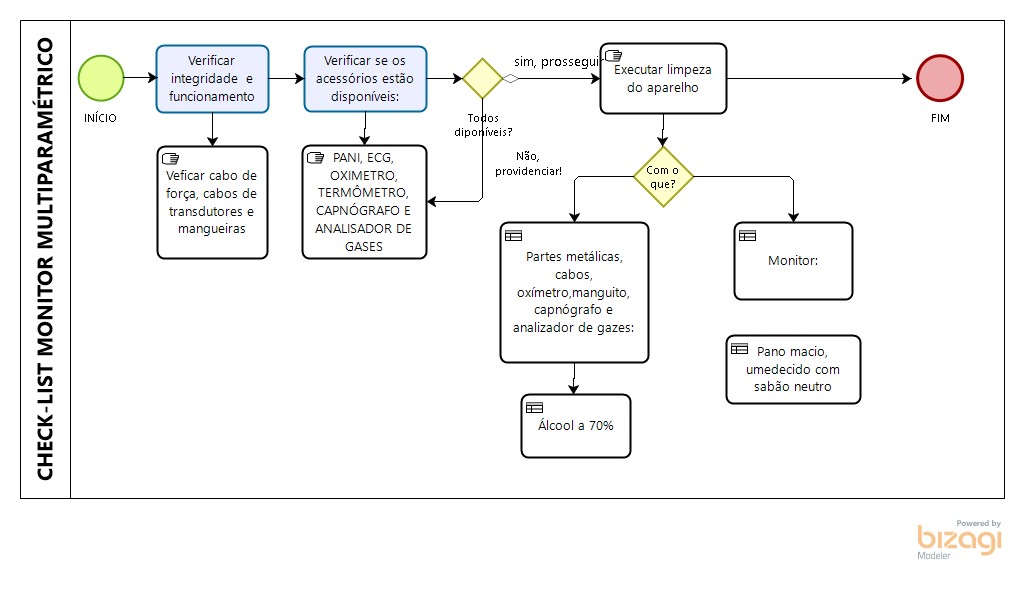 CHECK-LIST MONITOR MULTIPARAMÉTRICO
INÍCIO
Verificar
integridade e
funcionamento
Veficar cabo de
força, cabos de
transdutores e
mangueiras
Verificar se os
acessórios estão
disponíveis:
PANI, ECG,
OXIMETRO,
TERMÔMETRO,
CAPNÓGRAFO E
ANALISADOR DE
GASES
Todos
diponíveis?
sim, prossegui
Não,
providenciar!
Executar limpeza
do aparelho
FIM
Com o
que?
Partes metálicas,
cabos,
oxímetro,manguito,
capnógrafo e
analizador de gazes:
Álcool a 70%
Monitor:
Pano macio,
umedecido com
sabão neutro
Powered by
bizagi
Modeler